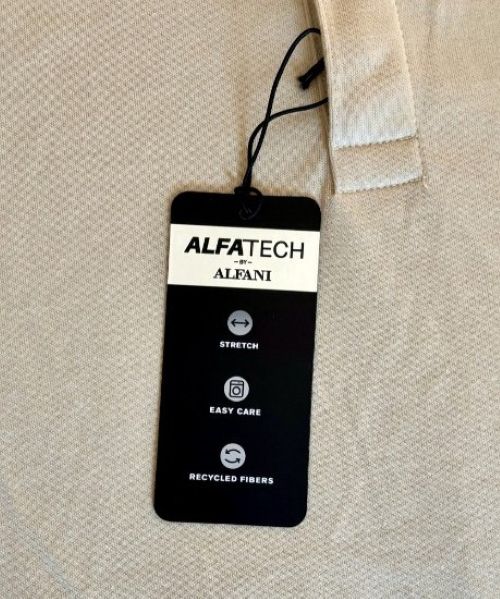 ALFATECH
–BY–
ALFANI
STRETCH
EASY CARE
RECYCLED FIBERS